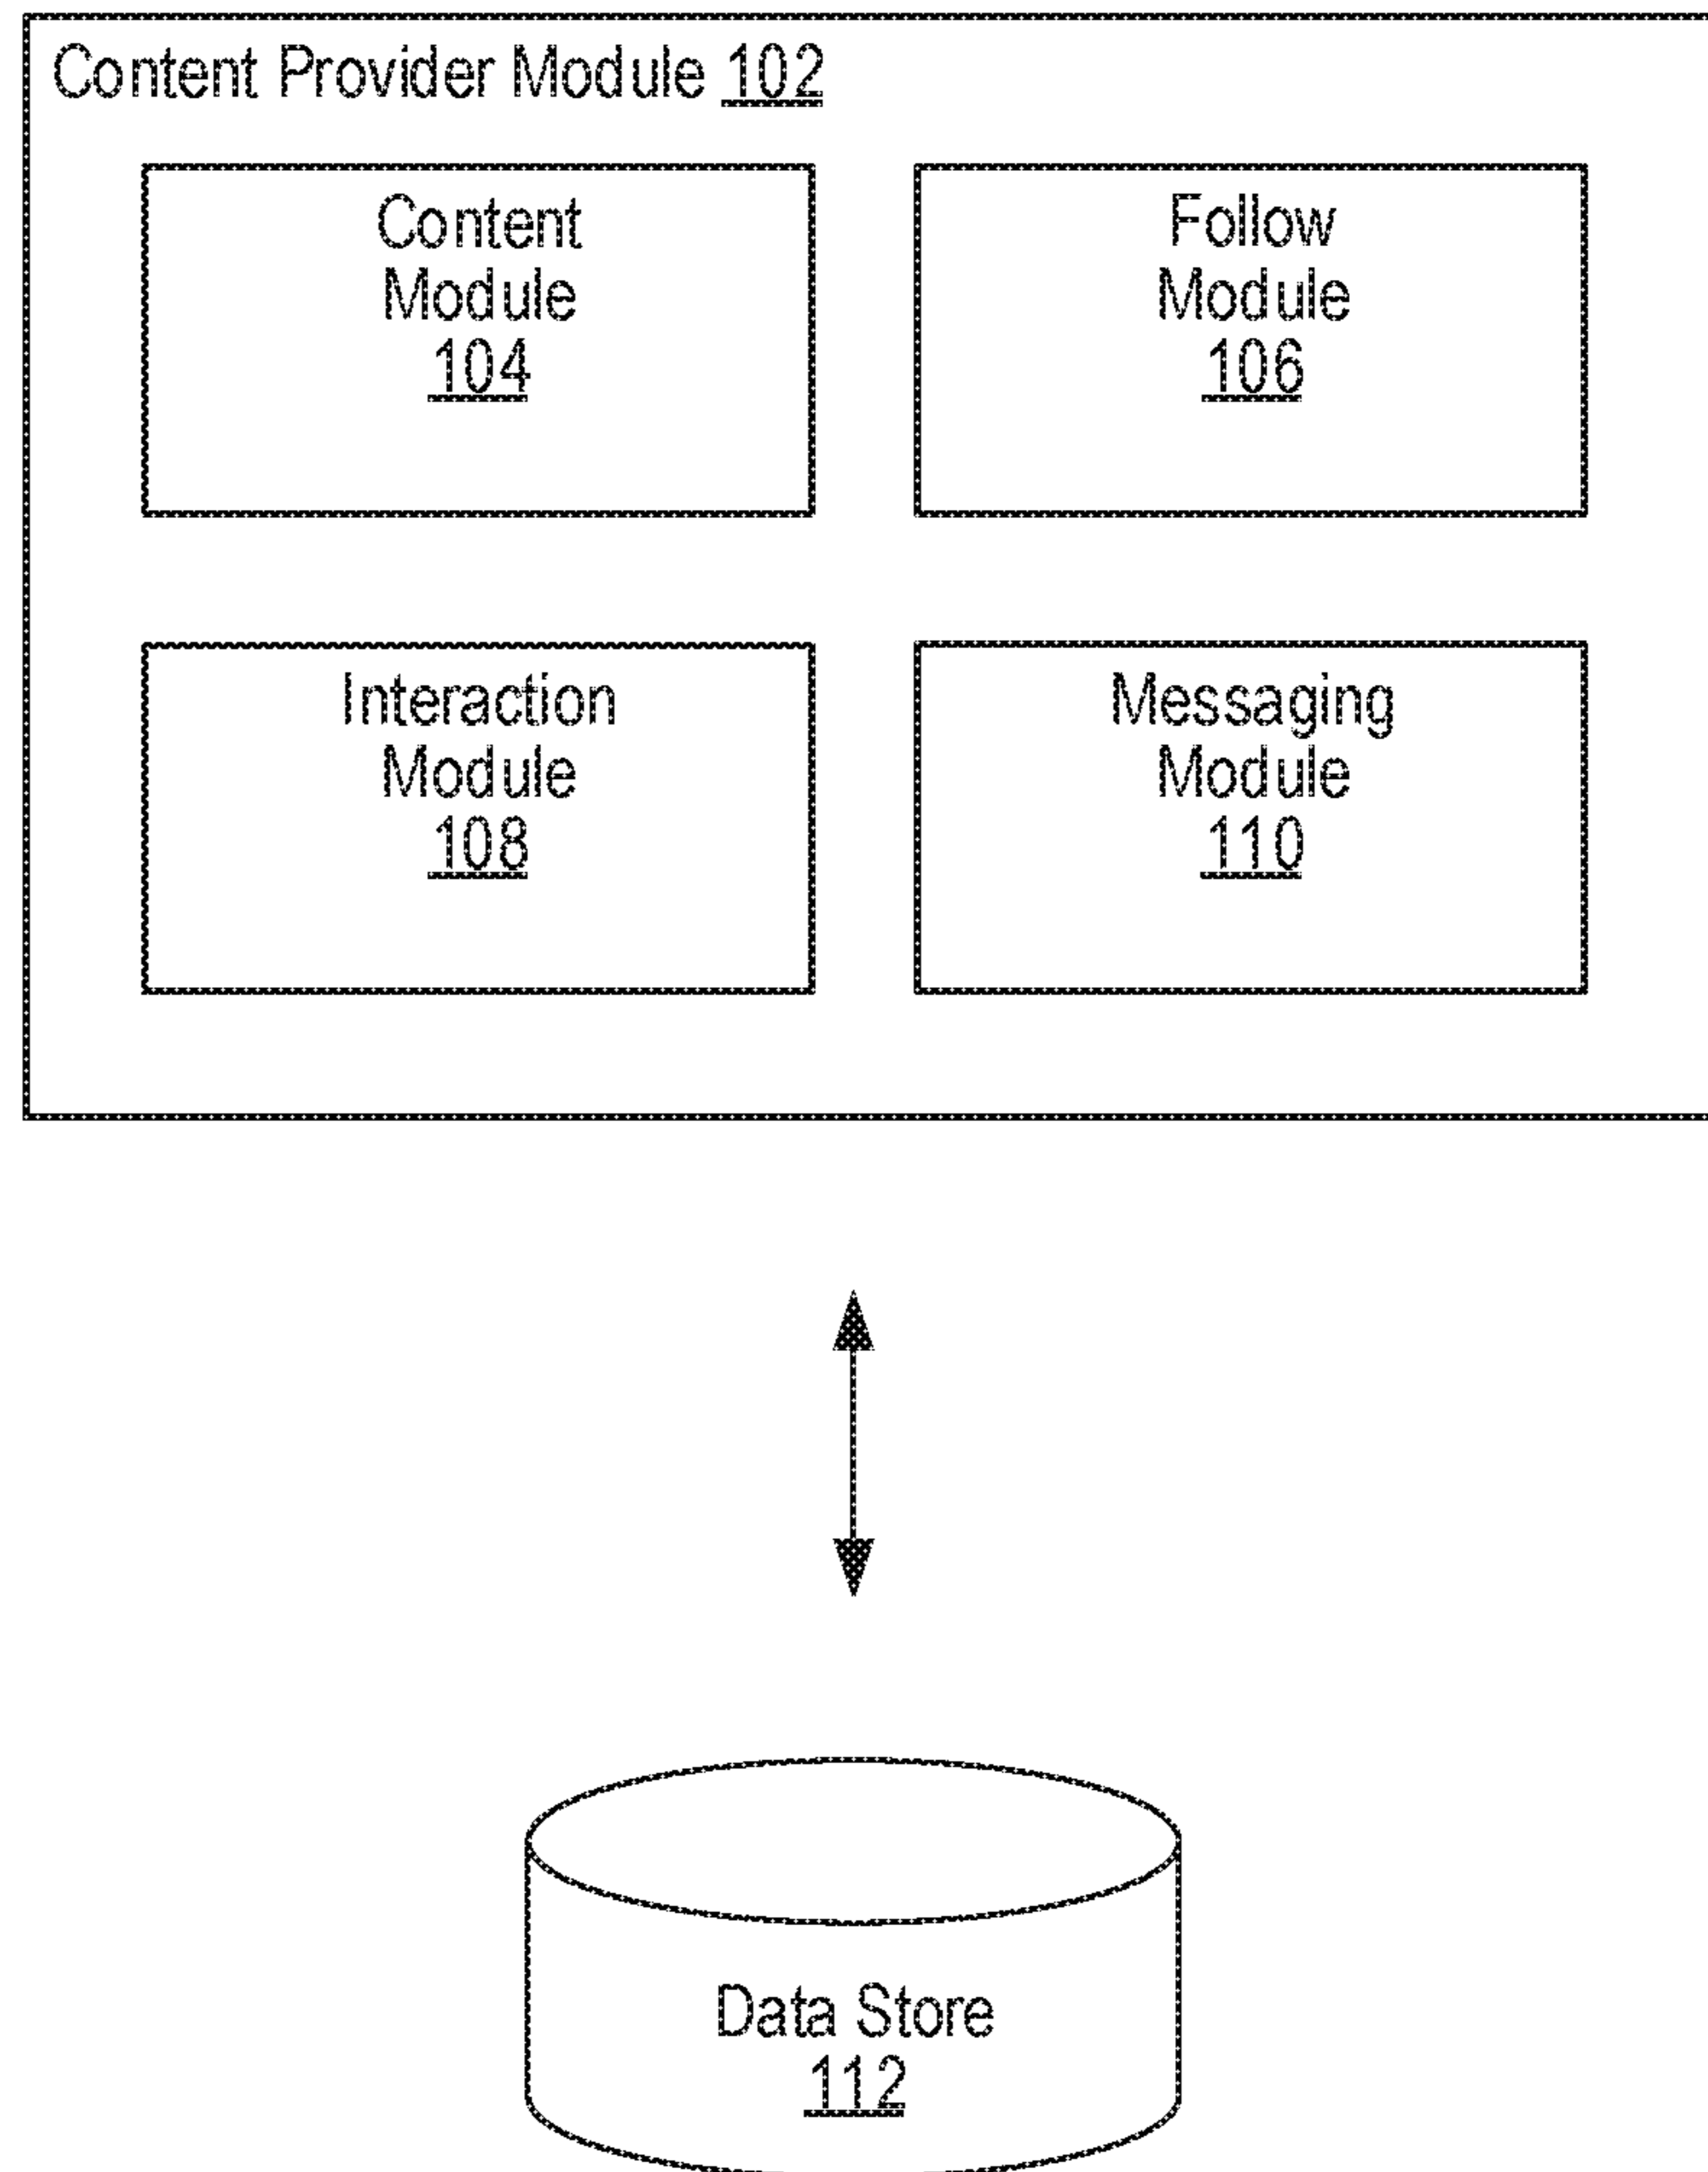 Content Provider Module 102
Content
Module
104
Follow
Module
106
Interaction
Module
108
Messaging
Module
110
Data Store
112